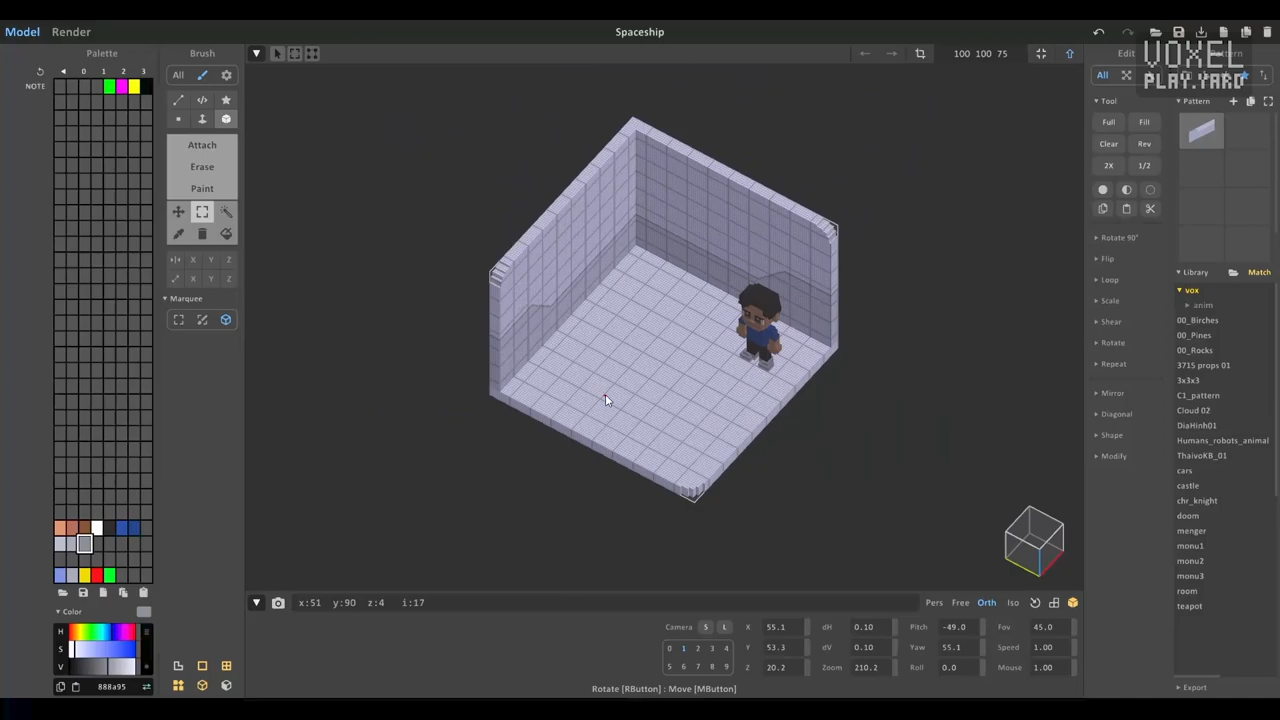 Model Render Spaceship
Palette Brush 100 100 75 Edit Pattern
VOXEL
PLAY.YARD
0 1 2 3 All All
NOTE
Tool Pattern
Full Fill
Clear Rev
2X 1/2
Attach
Erase
Paint
Rotate 90°
Flip
Loop
Scale
Shear
Rotate
Repeat
Mirror
Diagonal
Shape
Modify
X Y Z
X Y Z
Marquee
Library Match
vox
anim
00_Birches
00_Pines
00_Rocks
3715 props 01
3x3x3
C1_pattern
Cloud 02
DiaHinh01
Humans_robots_animal
ThaivoKB_01
cars
castle
chr_knight
doom
menger
monu1
monu2
monu3
room
teapot
Export
Color
H
S
V
888a95
x:51 y:90 z:4 i:17
Pers Free Orth Iso
Camera S L X 55.1 dH 0.10 Pitch -49.0 Fov 45.0
0 1 2 3 4 Y 53.3 dV 0.10 Yaw 55.1 Speed 1.00
5 6 7 8 9 Z 20.2 Zoom 210.2 Roll 0.0 Mouse 1.00
Rotate [RButton] : Move [MButton]